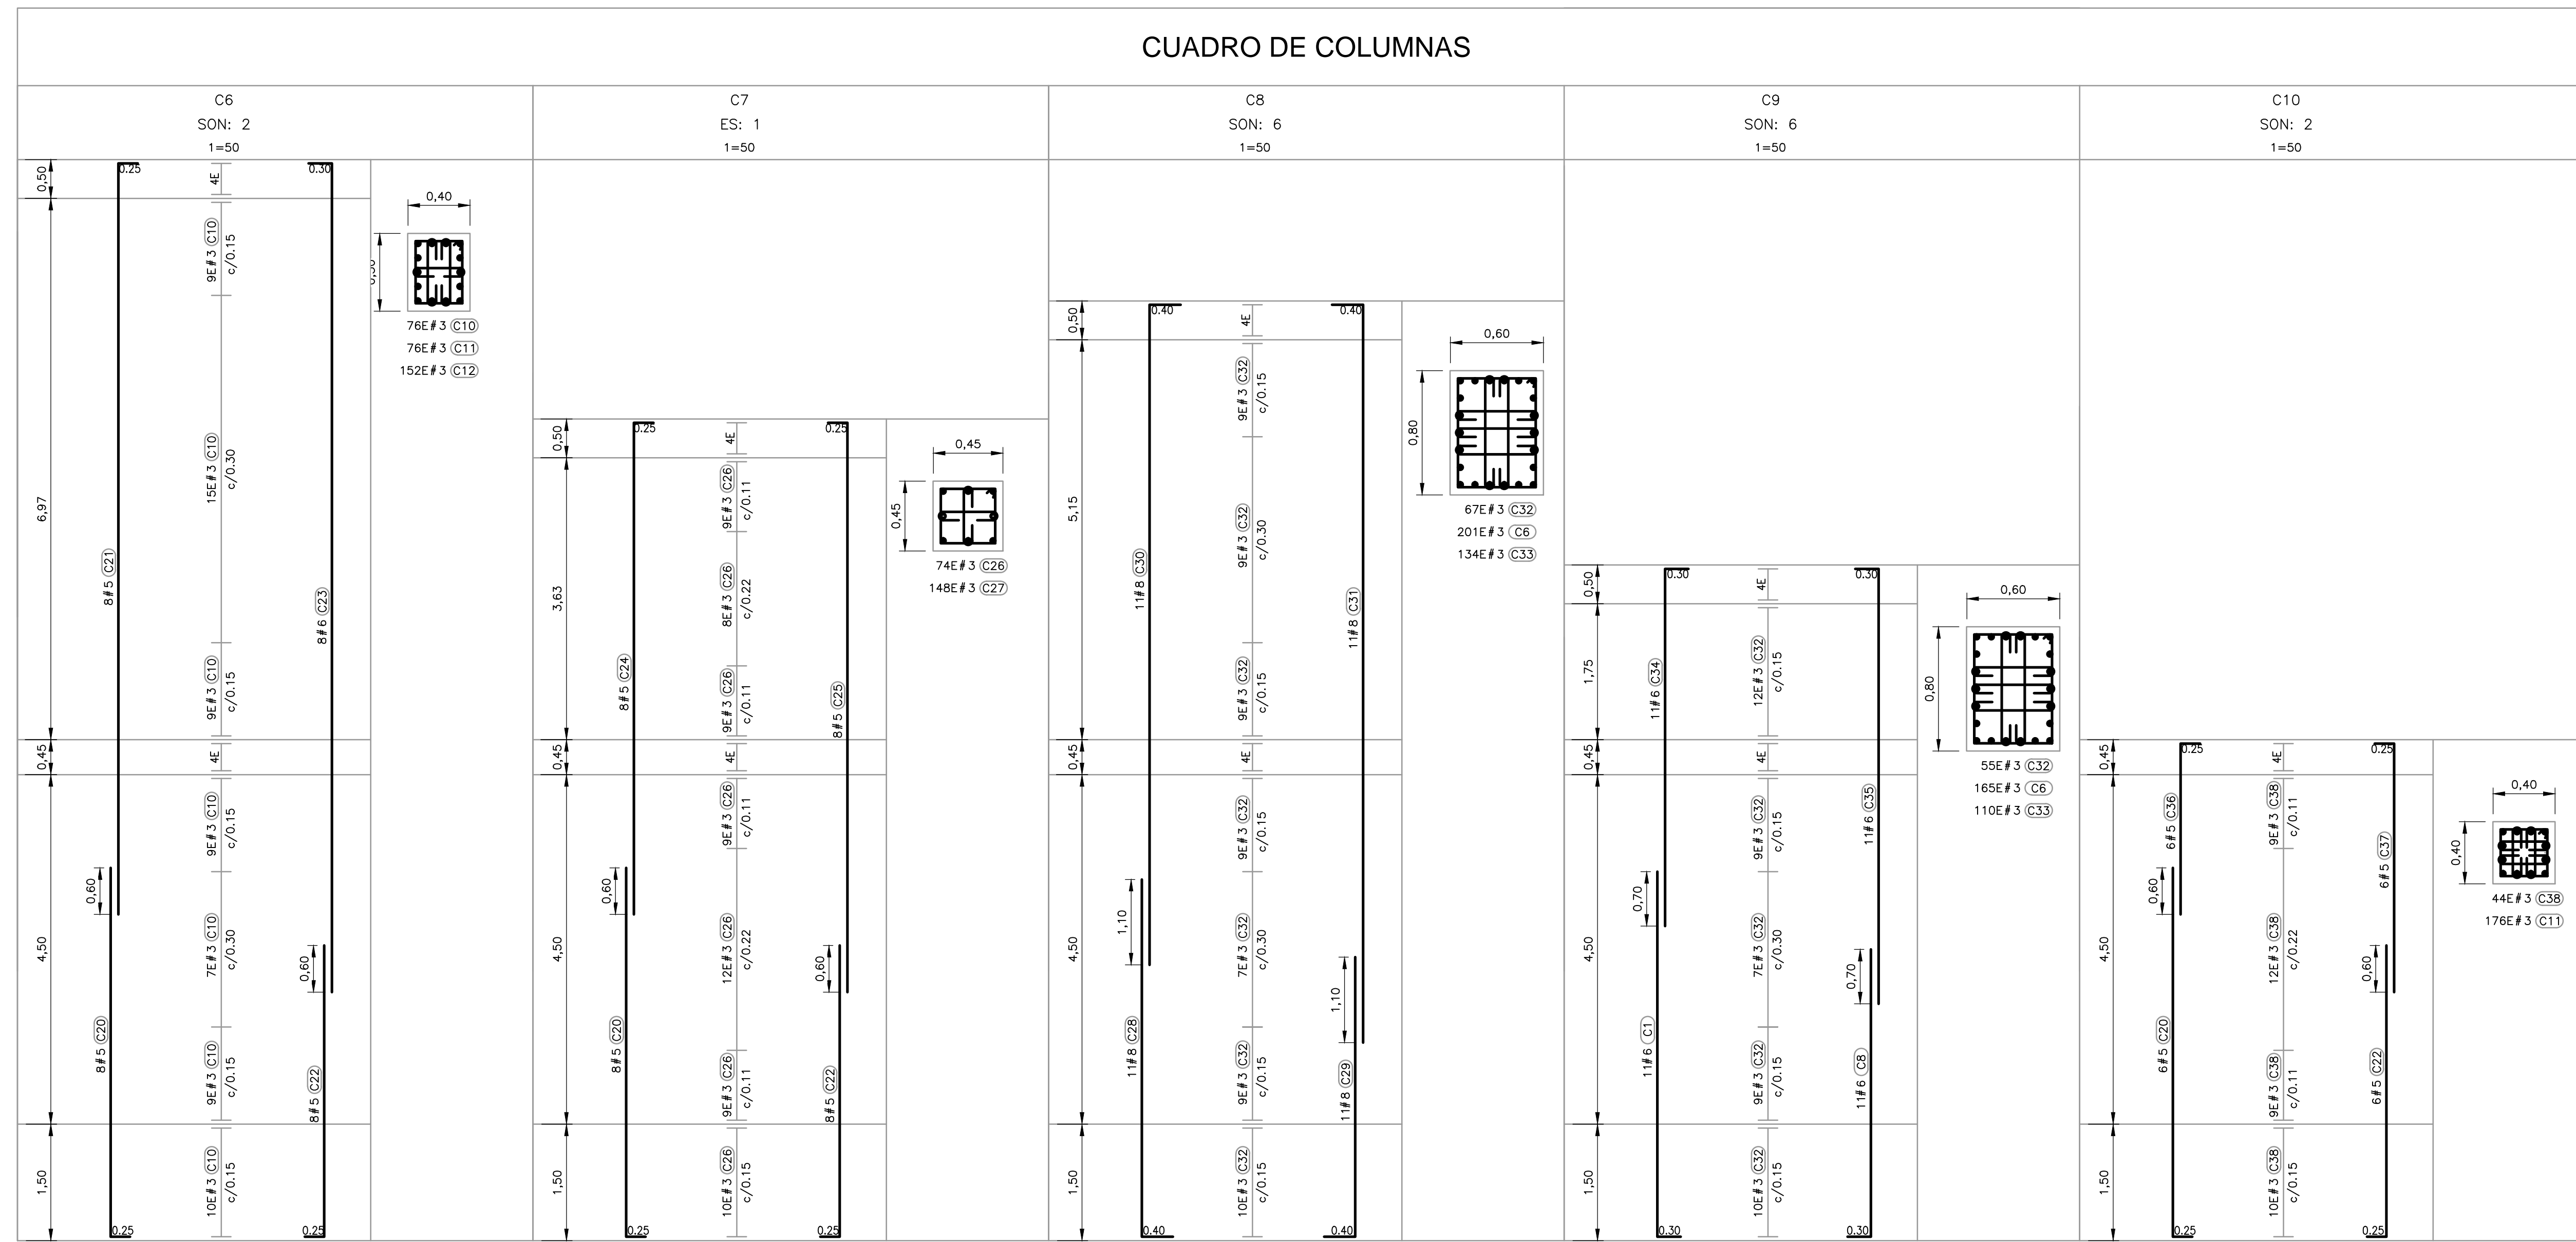 CUADRO DE COLUMNAS
C6
SON: 2
1=50
0,50
6,97
0,45
4,50
1,50
0.25
0.30
4E
9E#3 C10
c/0.15
15E#3 C10
c/0.30
9E#3 C10
c/0.15
4E
9E#3 C10
c/0.15
7E#3 C10
c/0.30
9E#3 C10
c/0.15
10E#3 C10
c/0.15
8#5 C21
8#6 C23
0,60
0,60
8#5 C20
8#5 C22
0.25
0.25
0,40
76E#3 C10
76E#3 C11
152E#3 C12
C7
ES: 1
1=50
0,50
3,63
0,45
4,50
1,50
0.25
0.25
4E
9E#3 C26
c/0.11
8E#3 C26
c/0.22
9E#3 C26
c/0.11
4E
9E#3 C26
c/0.11
12E#3 C26
c/0.22
9E#3 C26
c/0.11
10E#3 C26
c/0.15
8#5 C24
8#5 C25
0,60
0,60
8#5 C20
8#5 C22
0.25
0.25
0,45
0,45
74E#3 C26
148E#3 C27
C8
SON: 6
1=50
0,50
5,15
0,45
4,50
1,50
0.40
0.40
4E
9E#3 C32
c/0.15
9E#3 C32
c/0.30
9E#3 C32
c/0.15
4E
9E#3 C32
c/0.15
7E#3 C32
c/0.30
9E#3 C32
c/0.15
10E#3 C32
c/0.15
11#8 C30
11#8 C31
1,10
1,10
11#8 C28
11#8 C29
0.40
0.40
0,60
0,80
67E#3 C32
201E#3 C6
134E#3 C33
C9
SON: 6
1=50
0,50
1,75
0,45
4,50
1,50
0.30
0.30
4E
12E#3 C32
c/0.15
4E
9E#3 C32
c/0.15
7E#3 C32
c/0.30
9E#3 C32
c/0.15
10E#3 C32
c/0.15
11#6 C34
11#6 C35
0,70
0,70
11#6 C1
11#6 C8
0.30
0.30
0,60
0,80
55E#3 C32
165E#3 C6
110E#3 C33
C10
SON: 2
1=50
0,45
4,50
1,50
0.25
0.25
4E
9E#3 C38
c/0.11
12E#3 C38
c/0.22
9E#3 C38
c/0.11
10E#3 C38
c/0.15
6#5 C36
6#5 C37
0,60
0,60
6#5 C20
6#5 C22
0.25
0.25
0,40
0,40
44E#3 C38
176E#3 C11